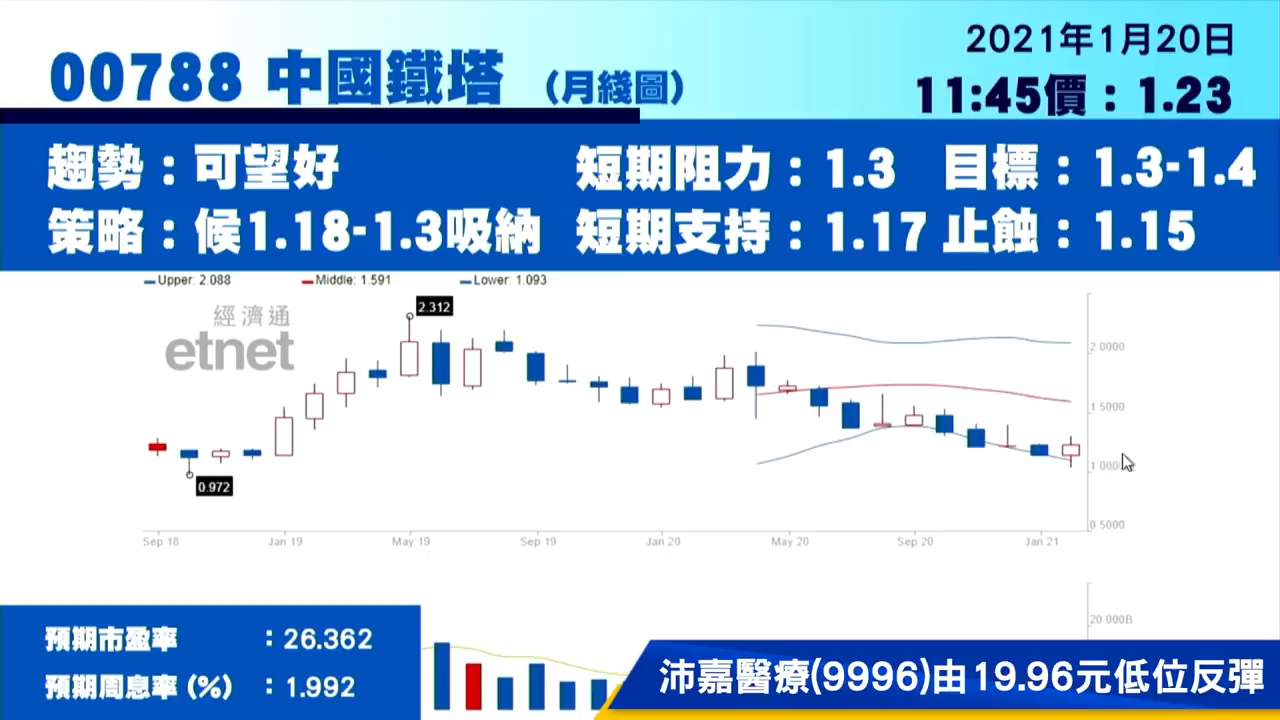 00788 中國鐵塔 (月綫圖)
2021年1月20日
11:45價：1.23
趨勢：可望好
短期阻力：1.3
目標：1.3-1.4
策略：候1.18-1.3吸納
短期支持：1.17
止蝕：1.15
Upper: 2.088 Middle: 1.591 Lower: 1.093
經濟通
etnet
2.312
0.972
2 0000
1 5000
1 0000
0 5000
Sep 18 Jan 19 May 19 Sep 19 Jan 20 May 20 Sep 20 Jan 21
20 000B
預期市盈率 ：26.362
預期周息率 (%) ：1.992
沛嘉醫療(9996)由19.96元低位反彈